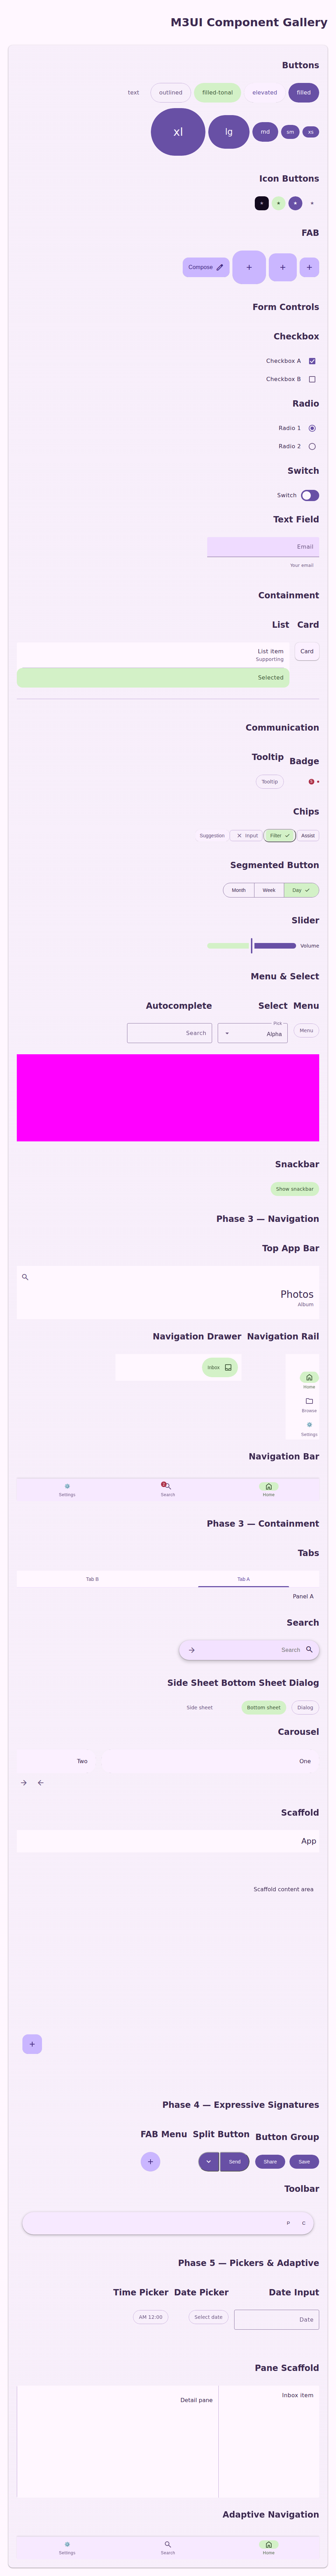 M3UI Component Gallery
Buttons
filled elevated filled-tonal outlined text
xs sm md lg xl
Icon Buttons
FAB
Compose
Form Controls
Checkbox
Checkbox A
Checkbox B
Radio
Radio 1
Radio 2
Switch
Switch
Text Field
Email
Your email
Containment
Card List
Card
List item
Supporting
Selected
Communication
Badge Tooltip
Tooltip
Chips
Assist Filter Input Suggestion
Segmented Button
Day Week Month
Slider
Volume
Menu & Select
Menu Select Autocomplete
Menu
Pick
Alpha
Search
Snackbar
Show snackbar
Phase 3 — Navigation
Top App Bar
Photos
Album
Navigation Rail Navigation Drawer
Inbox
Home
Browse
Settings
Navigation Bar
Home Search Settings
Phase 3 — Containment
Tabs
Tab A Tab B
Panel A
Search
Search
Dialog Bottom Sheet Side Sheet
Dialog Bottom sheet Side sheet
Carousel
One Two
Scaffold
App
Scaffold content area
Phase 4 — Expressive Signatures
Button Group Split Button FAB Menu
Save Share Send
Toolbar
C P
Phase 5 — Pickers & Adaptive
Date Input Date Picker Time Picker
Date
Select date
AM 12:00
Pane Scaffold
Inbox item
Detail pane
Adaptive Navigation
Home Search Settings